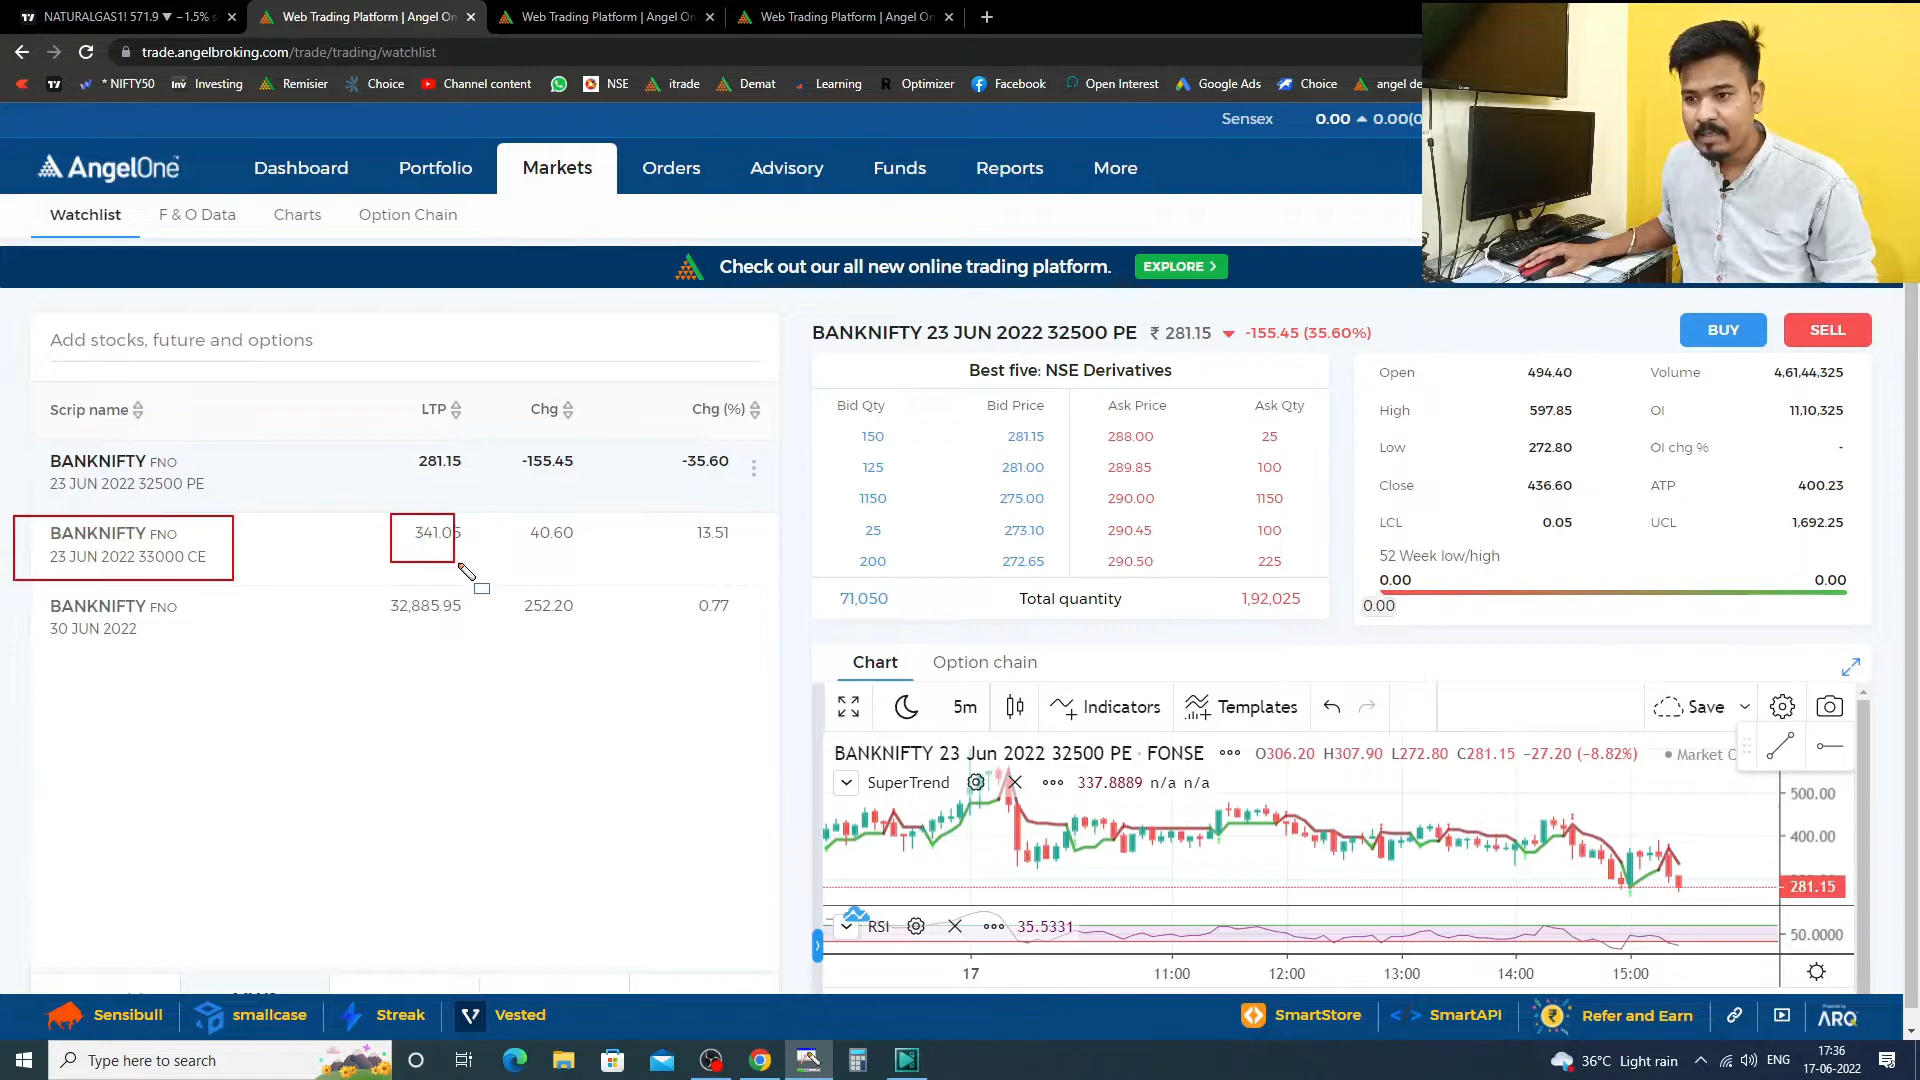 NATURALGAS1! 571.9 ▼ −1.5%
Web Trading Platform | Angel On
Web Trading Platform | Angel On
Web Trading Platform | Angel On
trade.angelbroking.com/trade/trading/watchlist
* NIFTY50
Investing
Remisier
Choice
Channel content
NSE
itrade
Demat
Learning
Optimizer
Facebook
Open Interest
Google Ads
Choice
angel de
Sensex 0.00 0.00(0
AngelOne
Dashboard
Portfolio
Markets
Orders
Advisory
Funds
Reports
More
Watchlist
F & O Data
Charts
Option Chain
Check out our all new online trading platform.
EXPLORE >
Add stocks, future and options
Scrip name LTP Chg Chg (%)
BANKNIFTY FNO 281.15 -155.45 -35.60
23 JUN 2022 32500 PE
BANKNIFTY FNO 341.05 40.60 13.51
23 JUN 2022 33000 CE
BANKNIFTY FNO 32,885.95 252.20 0.77
30 JUN 2022
BANKNIFTY 23 JUN 2022 32500 PE ₹ 281.15 -155.45 (35.60%)
BUY
SELL
Best five: NSE Derivatives
Bid Qty Bid Price Ask Price Ask Qty
150 281.15 288.00 25
125 281.00 289.85 100
1150 275.00 290.00 1150
25 273.10 290.45 100
200 272.65 290.50 225
71,050 Total quantity 1,92,025
Open 494.40 Volume 4,61,44,325
High 597.85 OI 11,10,325
Low 272.80 OI chg % -
Close 436.60 ATP 400.23
LCL 0.05 UCL 1,692.25
52 Week low/high
0.00 0.00
0.00
Chart
Option chain
5m
Indicators
Templates
Save
BANKNIFTY 23 Jun 2022 32500 PE · FONSE O306.20 H307.90 L272.80 C281.15 −27.20 (−8.82%)
Market
SuperTrend 337.8889 n/a n/a
500.00
400.00
281.15
RSI 35.5331
50.0000
17 11:00 12:00 13:00 14:00 15:00
Sensibull
smallcase
Streak
Vested
SmartStore
SmartAPI
Refer and Earn
ARQ
Type here to search
36°C Light rain
ENG
17:36
17-06-2022